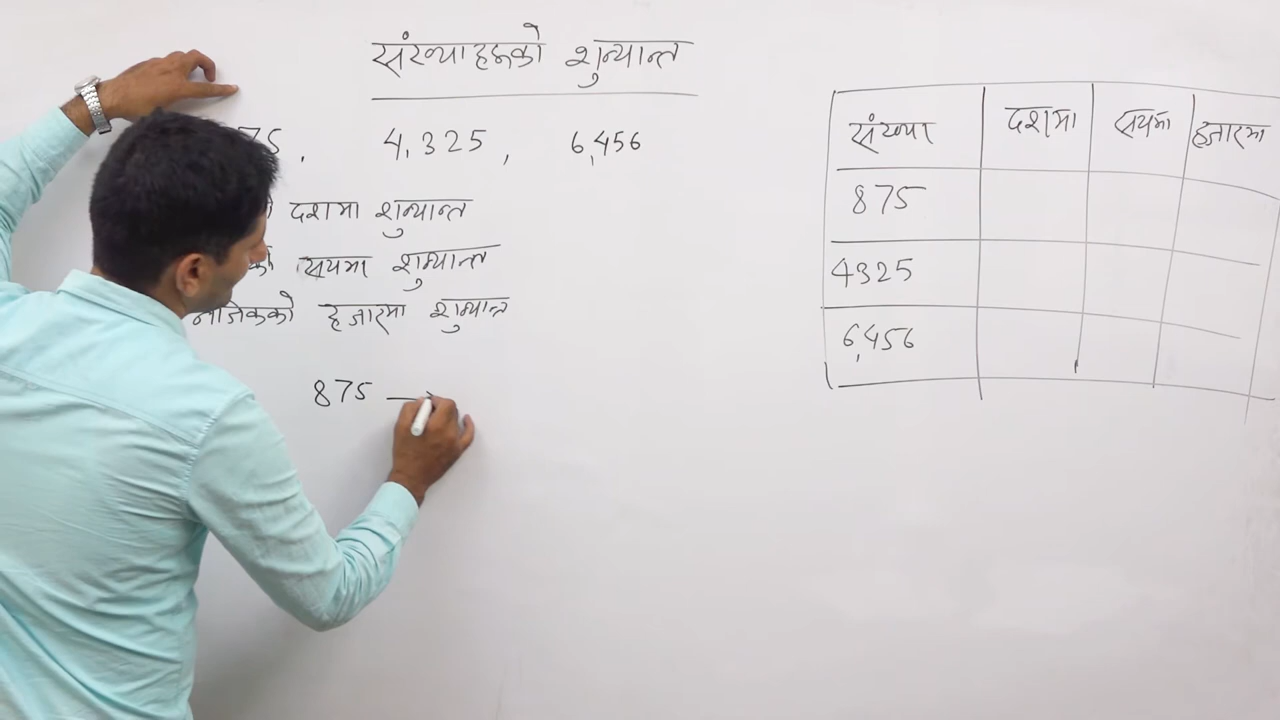 संख्याहरूको शुन्यान्त
75, 4,325, 6,456
दशमा शुन्यान्त
को सयमा शुन्यान्त
नजिकको हजारमा शुन्यान्त
875
संख्या दशमा सयमा हजारमा
875
4325
6,456